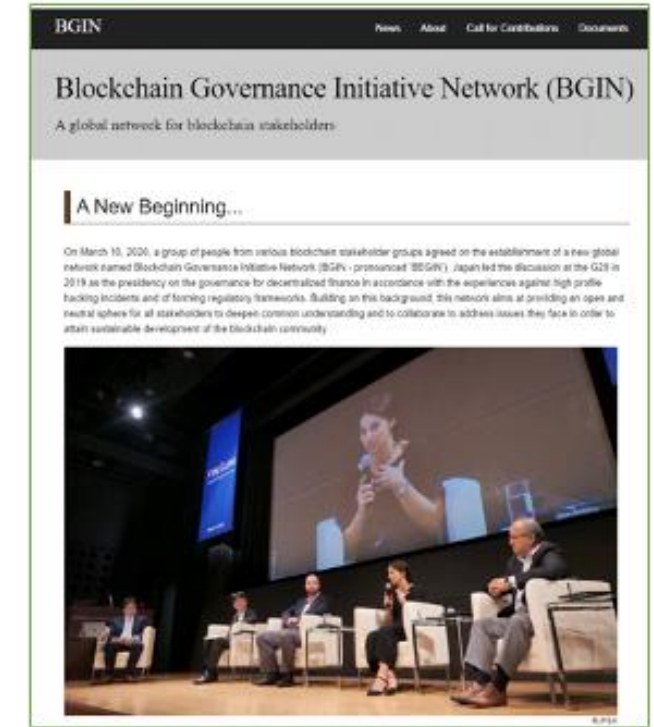 BGIN
News About Call for Contributions Documents
Blockchain Governance Initiative Network (BGIN)
A global network for blockchain stakeholders
A New Beginning...
On March 10, 2020, a group of people from various blockchain stakeholder groups agreed on the establishment of a new global
network named Blockchain Governance Initiative Network (BGIN - pronounced 'BEGIN'). Japan led the discussion at the G20 in
2019 as the presidency on the governance for decentralized finance in accordance with the experiences against high profile
hacking incidents and of forming regulatory frameworks. Building on this background, this network aims at providing an open and
neutral sphere for all stakeholders to deepen common understanding and to collaborate to address issues they face in order to
attain sustainable development of the blockchain community.